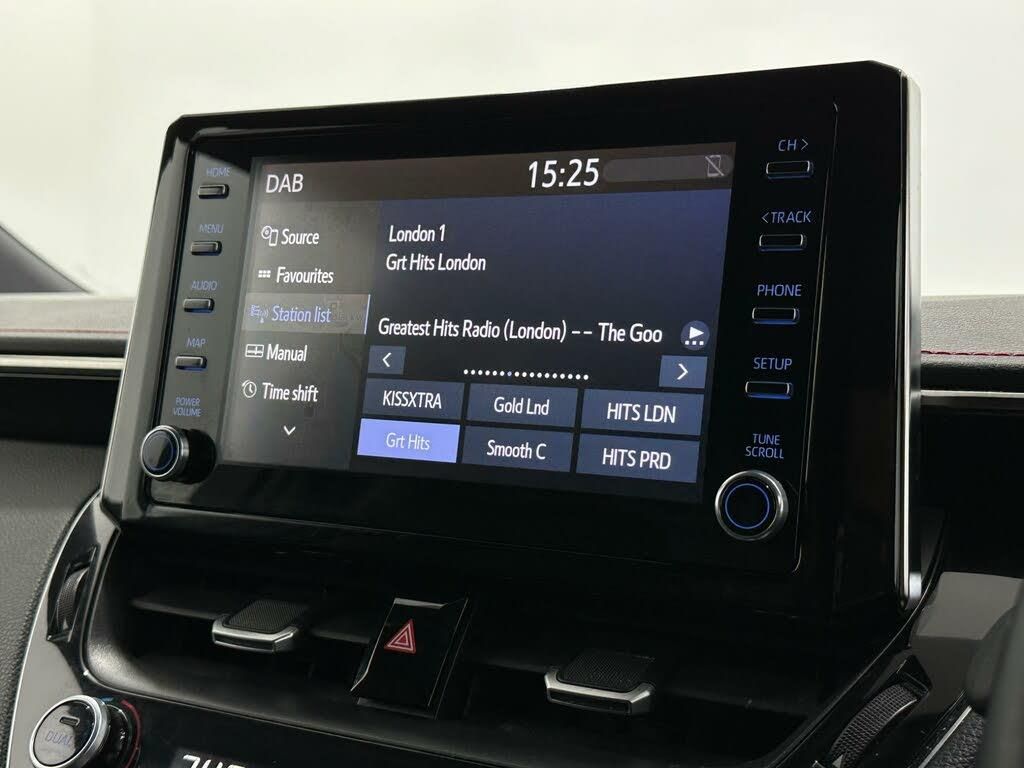 HOME
MENU
AUDIO
MAP
POWER
VOLUME
DAB
15:25
Source
Favourites
Station list
Manual
Time shift
London 1
Grt Hits London
Greatest Hits Radio (London) -- The Goo
KISSXTRA
Gold Lnd
HITS LDN
Grt Hits
Smooth C
HITS PRD
CH >
< TRACK
PHONE
SETUP
TUNE
SCROLL
DUAL